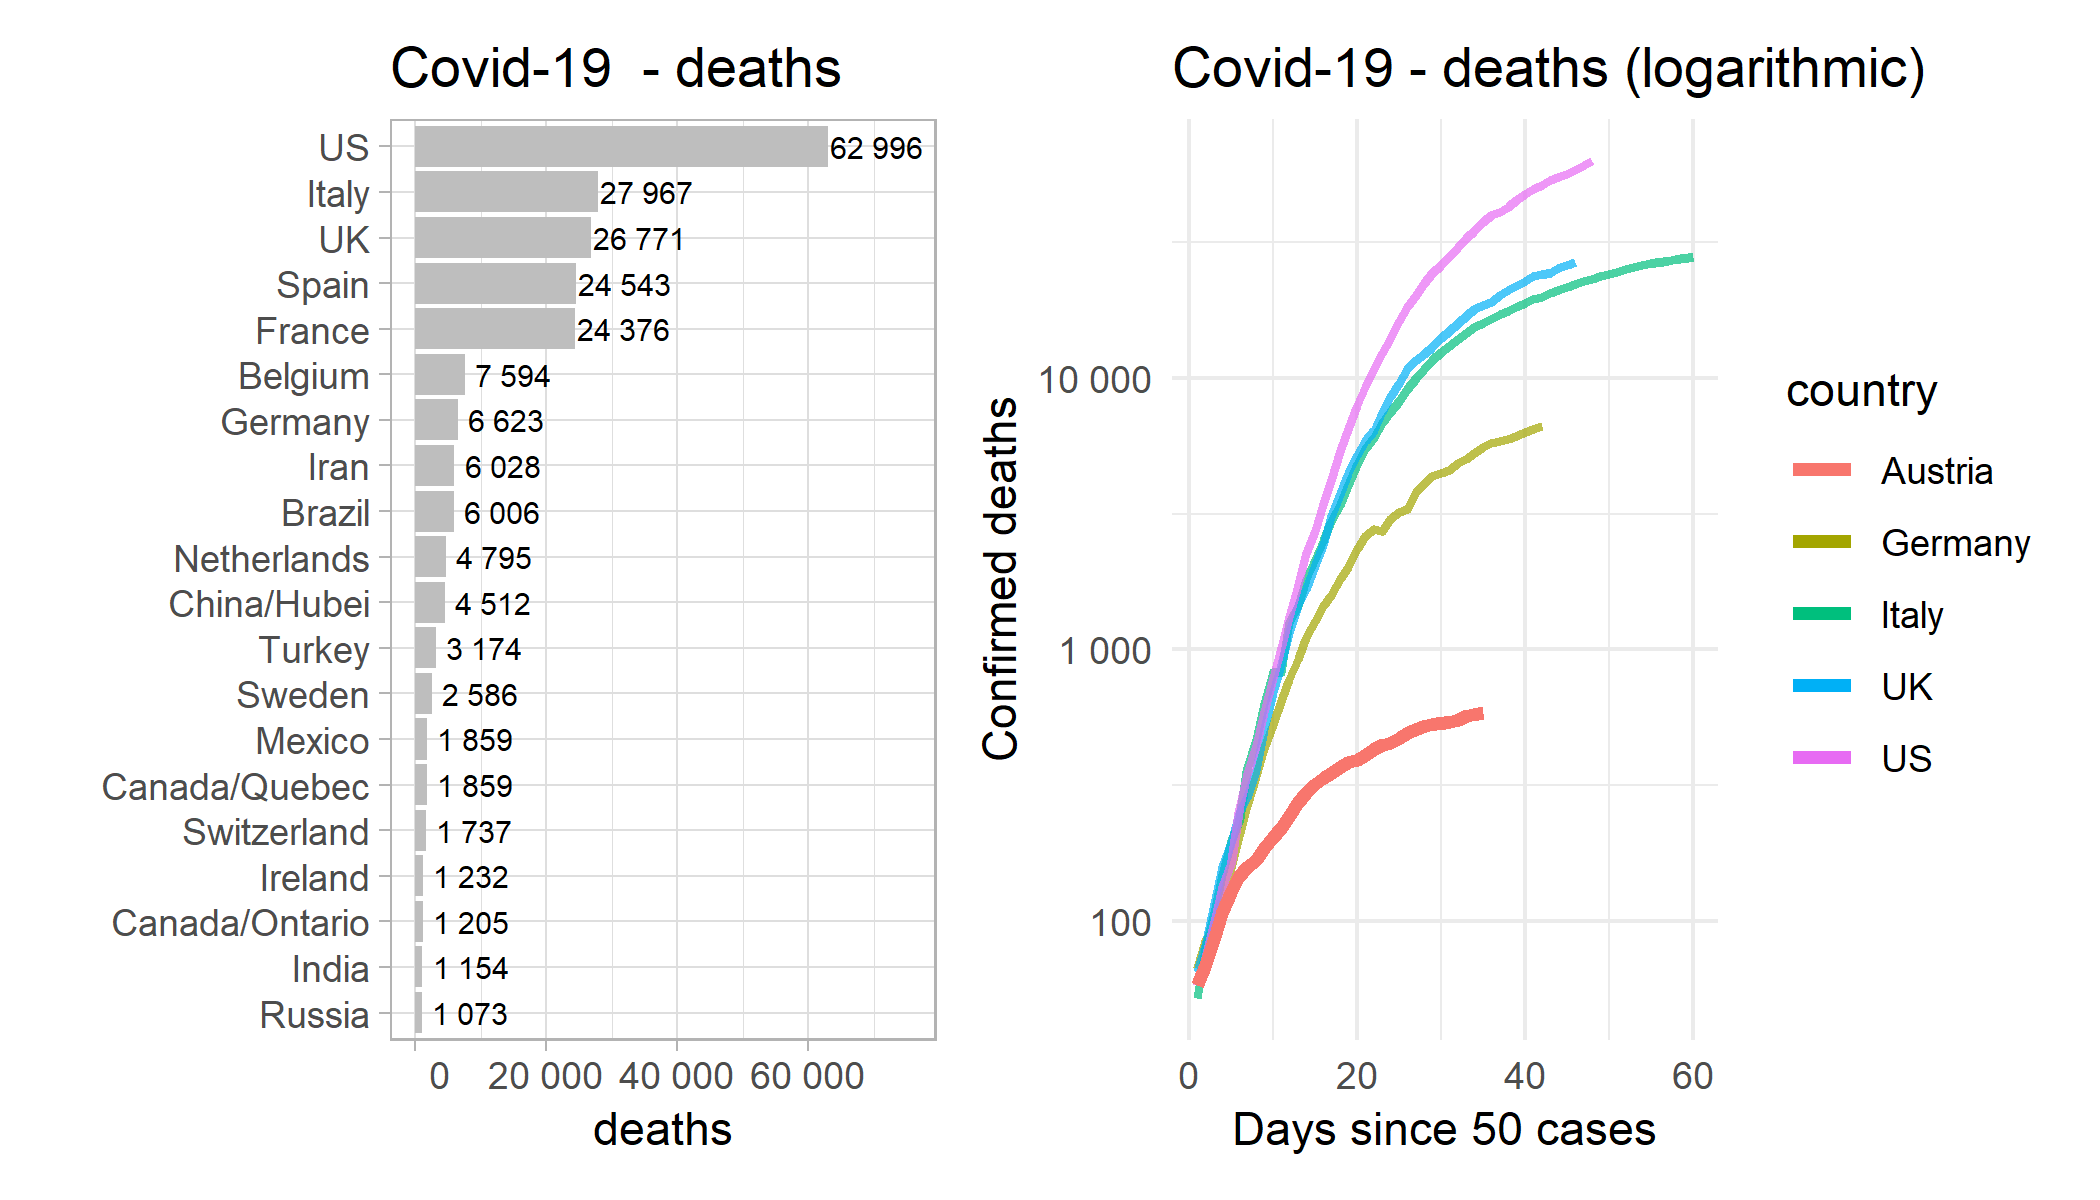 Covid-19  - deaths
US
62 996
Italy
27 967
UK
26 771
Spain
24 543
France
24 376
Belgium
7 594
Germany
6 623
Iran
6 028
Brazil
6 006
Netherlands
4 795
China/Hubei
4 512
Turkey
3 174
Sweden
2 586
Mexico
1 859
Canada/Quebec
1 859
Switzerland
1 737
Ireland
1 232
Canada/Ontario
1 205
India
1 154
Russia
1 073
0 20 000 40 000 60 000
deaths
Covid-19 - deaths (logarithmic)
Confirmed deaths
10 000
1 000
100
0 20 40 60
Days since 50 cases
country
Austria
Germany
Italy
UK
US